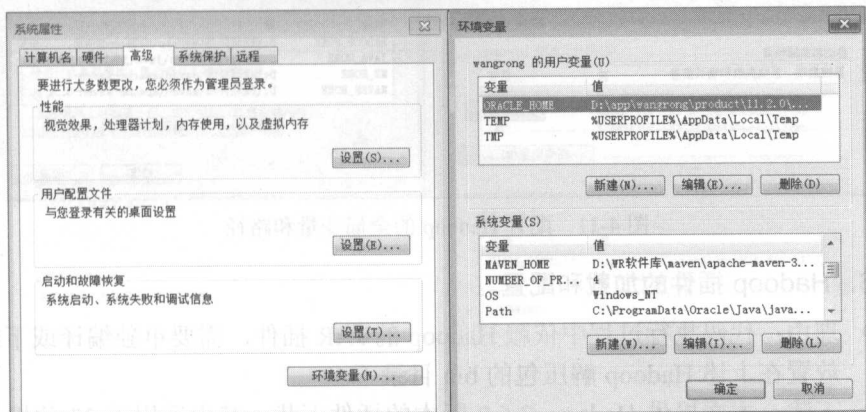 系统属性
计算机名 硬件 高级 系统保护 远程
要进行大多数更改，您必须作为管理员登录。
性能
视觉效果，处理器计划，内存使用，以及虚拟内存
设置(S)...
用户配置文件
与您登录有关的桌面设置
设置(E)...
启动和故障恢复
系统启动、系统失败和调试信息
设置(T)...
环境变量(N)...
环境变量
wangrong 的用户变量(U)
变量 值
ORACLE_HOME D:\app\wangrong\product\11.2.0\...
TEMP %USERPROFILE%\AppData\Local\Temp
TMP %USERPROFILE%\AppData\Local\Temp
新建(N)... 编辑(E)... 删除(D)
系统变量(S)
变量 值
MAVEN_HOME D:\WR软件库\maven\apache-maven-3...
NUMBER_OF_PR... 4
OS Windows_NT
Path C:\ProgramData\Oracle\Java\java...
新建(W)... 编辑(I)... 删除(L)
确定 取消